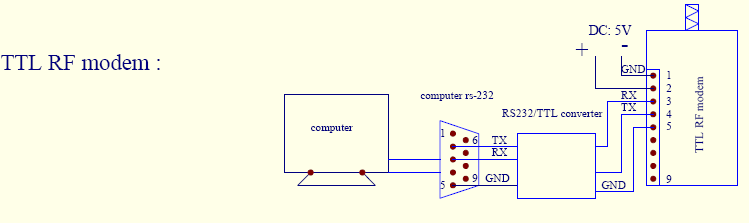 DC: 5V
+ -
TTL RF modem :
GND
1
2
computer rs-232
RX
3
TX
4
RS232/TTL converter
5
TTL RF modem
computer
1
6
TX
RX
5
9
GND
GND
9